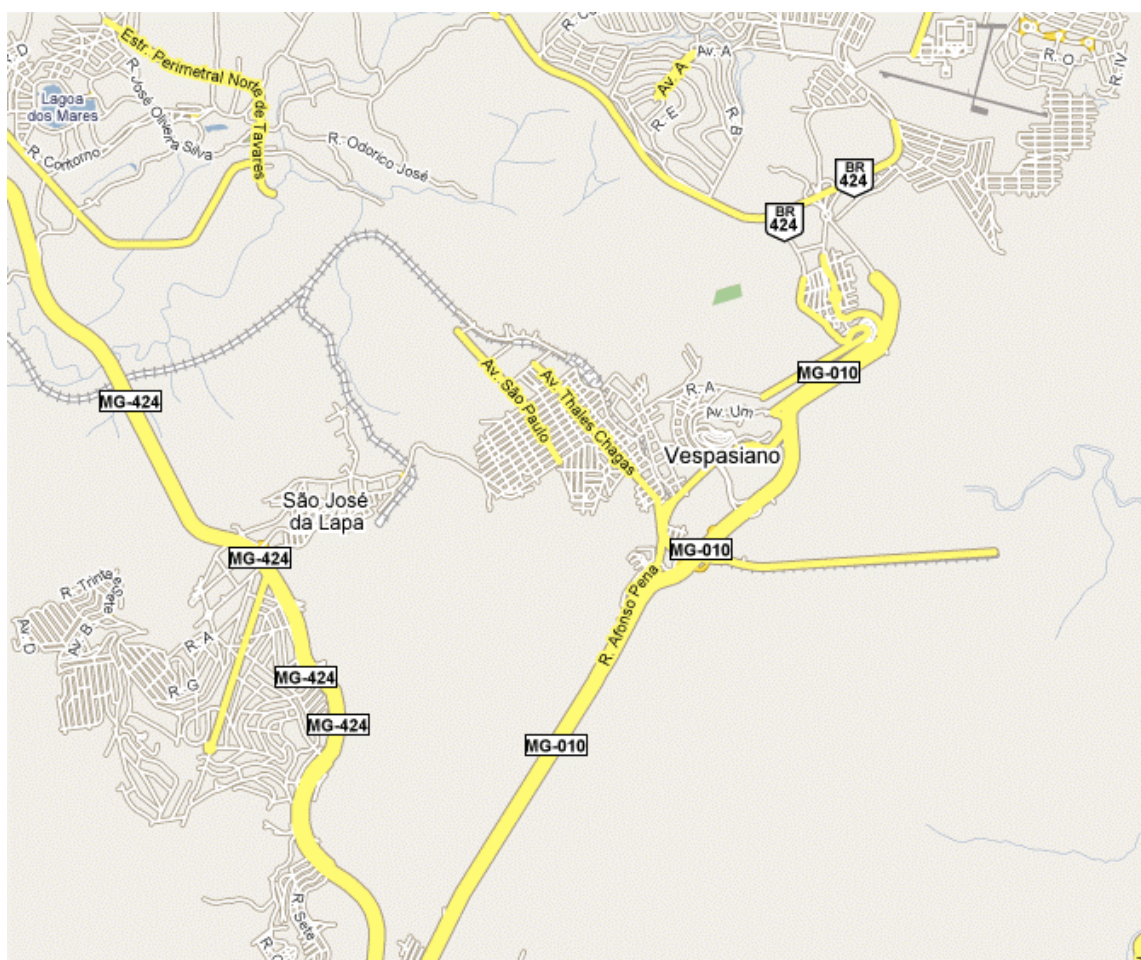 R. D
Estr. Perimetral Norte de Tavares
R. José Oliveira Silva
Lagoa
dos Mares
R. Contorno
R. Odorico José
Av. A
Av. A
R. E
R. B
R. O
R. IV
BR
424
BR
424
MG-010
MG-424
Av. São Paulo
Av. Thales Chagas
R. A
Av. Um
Vespasiano
São José
da Lapa
MG-424
MG-010
R. Trinta e Sete
Av. D
Av. B
R. A
R. G
R. Afonso Pena
MG-424
MG-424
MG-010
R. Sete